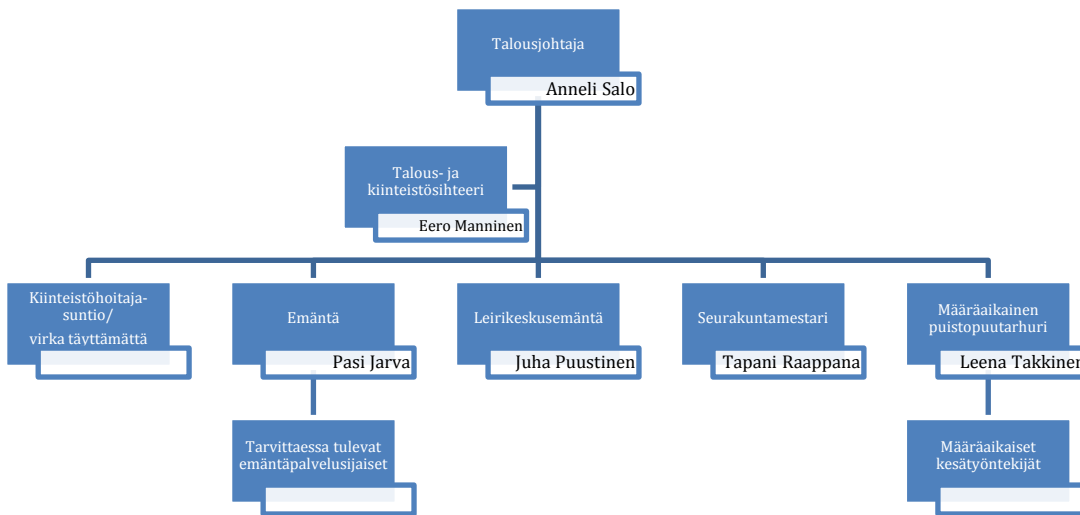 Talousjohtaja
Anneli Salo
Talous- ja
kiinteistösihteeri
Eero Manninen
Kiinteistöhoitaja-
suntio/
virka täyttämättä
Emäntä
Pasi Jarva
Leirikeskusemäntä
Juha Puustinen
Seurakuntamestari
Tapani Raappana
Määräaikainen
puistopuutarhuri
Leena Takkinen
Tarvittaessa tulevat
emäntäpalvelusijaiset
Määräaikaiset
kesätyöntekijät